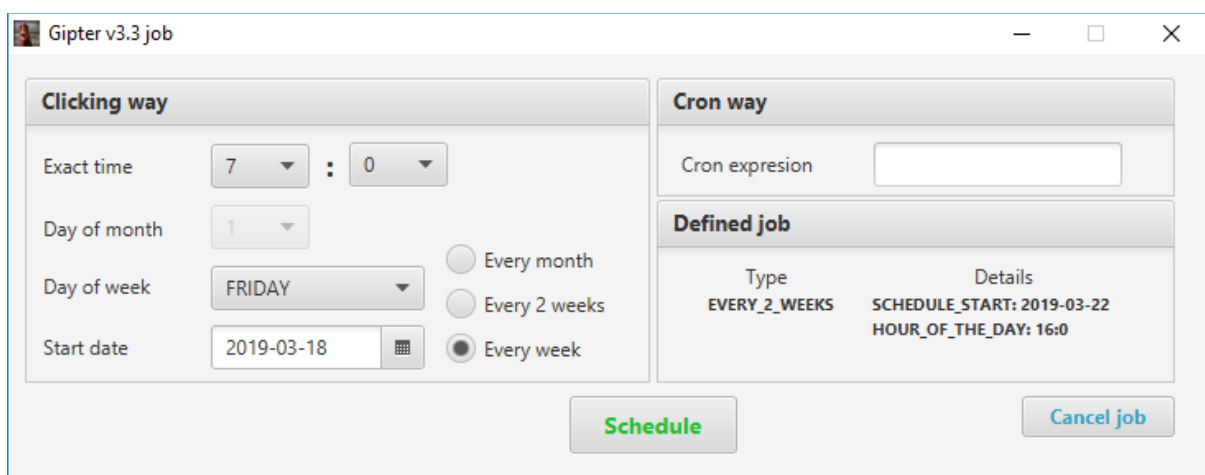 Gipter v3.3 job
Clicking way
Exact time 7 : 0
Day of month 1
Day of week FRIDAY
Start date 2019-03-18
Every month
Every 2 weeks
Every week
Cron way
Cron expresion
Defined job
Type Details
EVERY_2_WEEKS SCHEDULE_START: 2019-03-22
HOUR_OF_THE_DAY: 16:0
Schedule
Cancel job